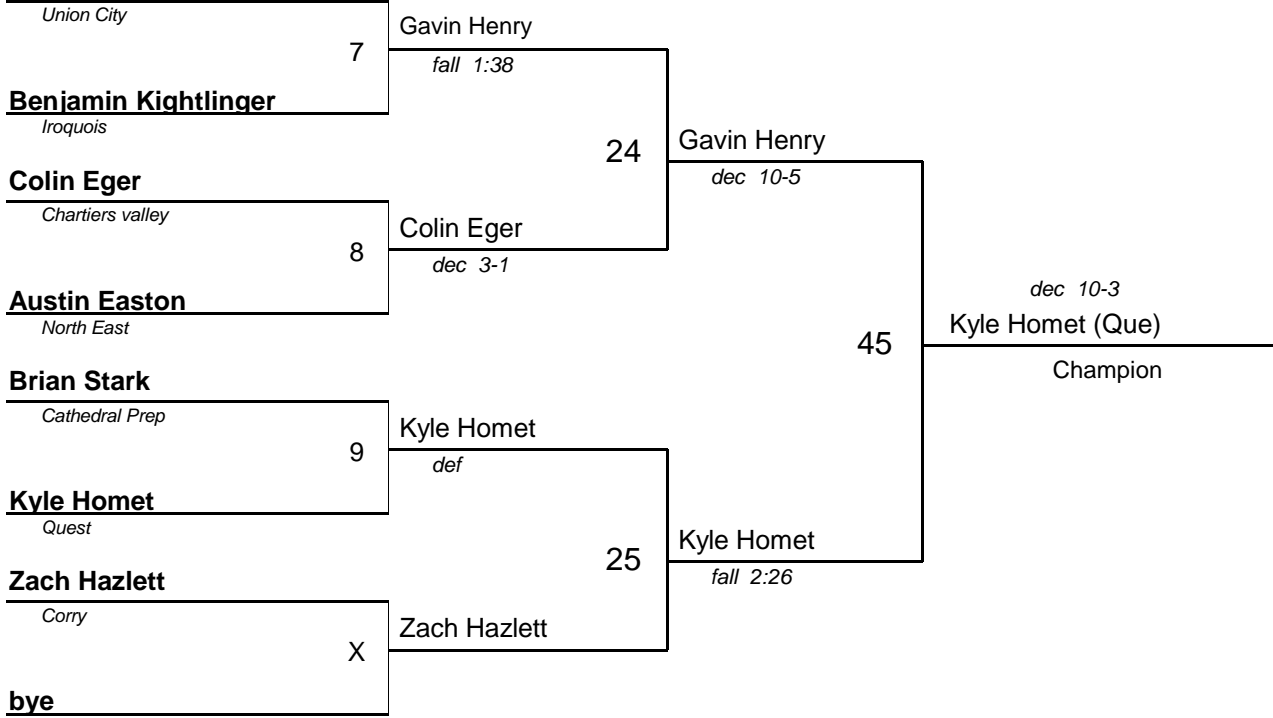 Union City
7
Gavin Henry
fall 1:38
Benjamin Kightlinger
Iroquois
24
Gavin Henry
dec 10-5
Colin Eger
Chartiers valley
8
Colin Eger
dec 3-1
Austin Easton
North East
45
dec 10-3
Kyle Homet (Que)
Champion
Brian Stark
Cathedral Prep
9
Kyle Homet
def
Kyle Homet
Quest
25
Kyle Homet
fall 2:26
Zach Hazlett
Corry
X
Zach Hazlett
bye